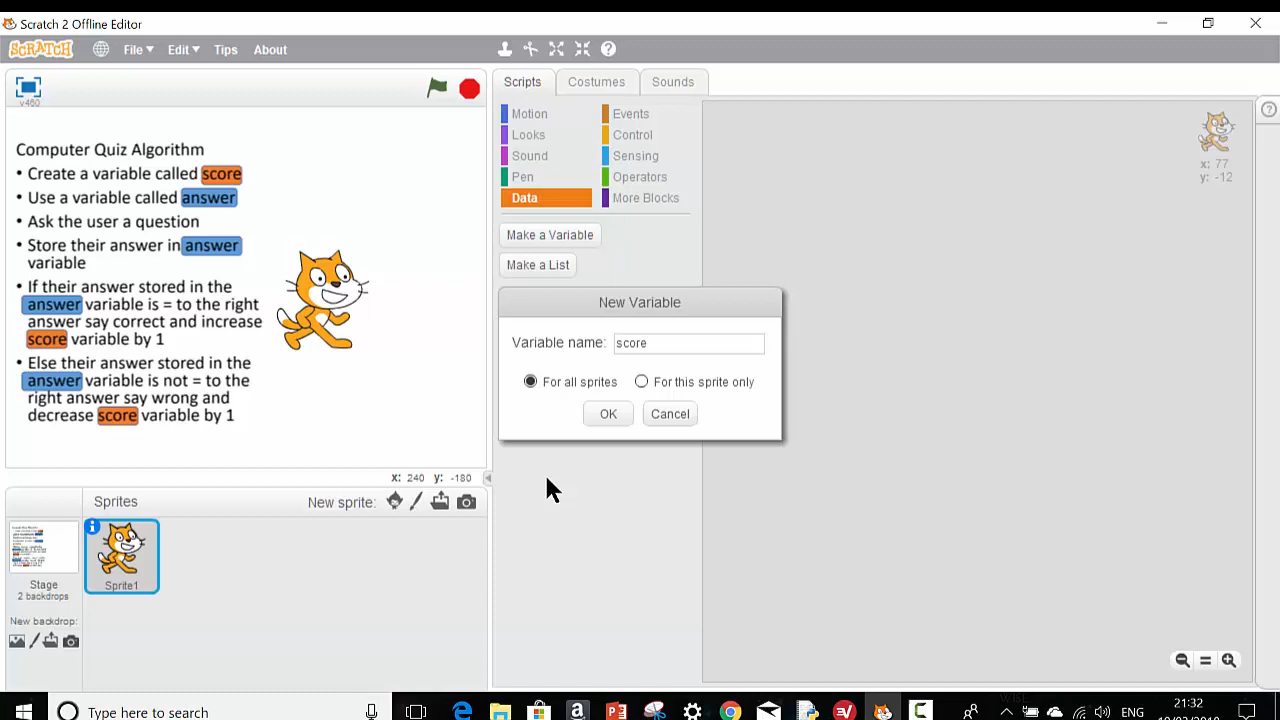 Scratch 2 Offline Editor
SCRATCH File Edit Tips About
v460
Scripts Costumes Sounds
Computer Quiz Algorithm
• Create a variable called score
• Use a variable called answer
• Ask the user a question
• Store their answer in answer
variable
• If their answer stored in the
answer variable is = to the right
answer say correct and increase
score variable by 1
• Else their answer stored in the
answer variable is not = to the
right answer say wrong and
decrease score variable by 1
x: 240 y: -180
Motion Events
Looks Control
Sound Sensing
Pen Operators
Data More Blocks
Make a Variable
Make a List
New Variable
Variable name: score
For all sprites For this sprite only
OK Cancel
x: 77
y: -12
Sprites New sprite:
Stage
2 backdrops
New backdrop:
Sprite1
Type here to search
21:32